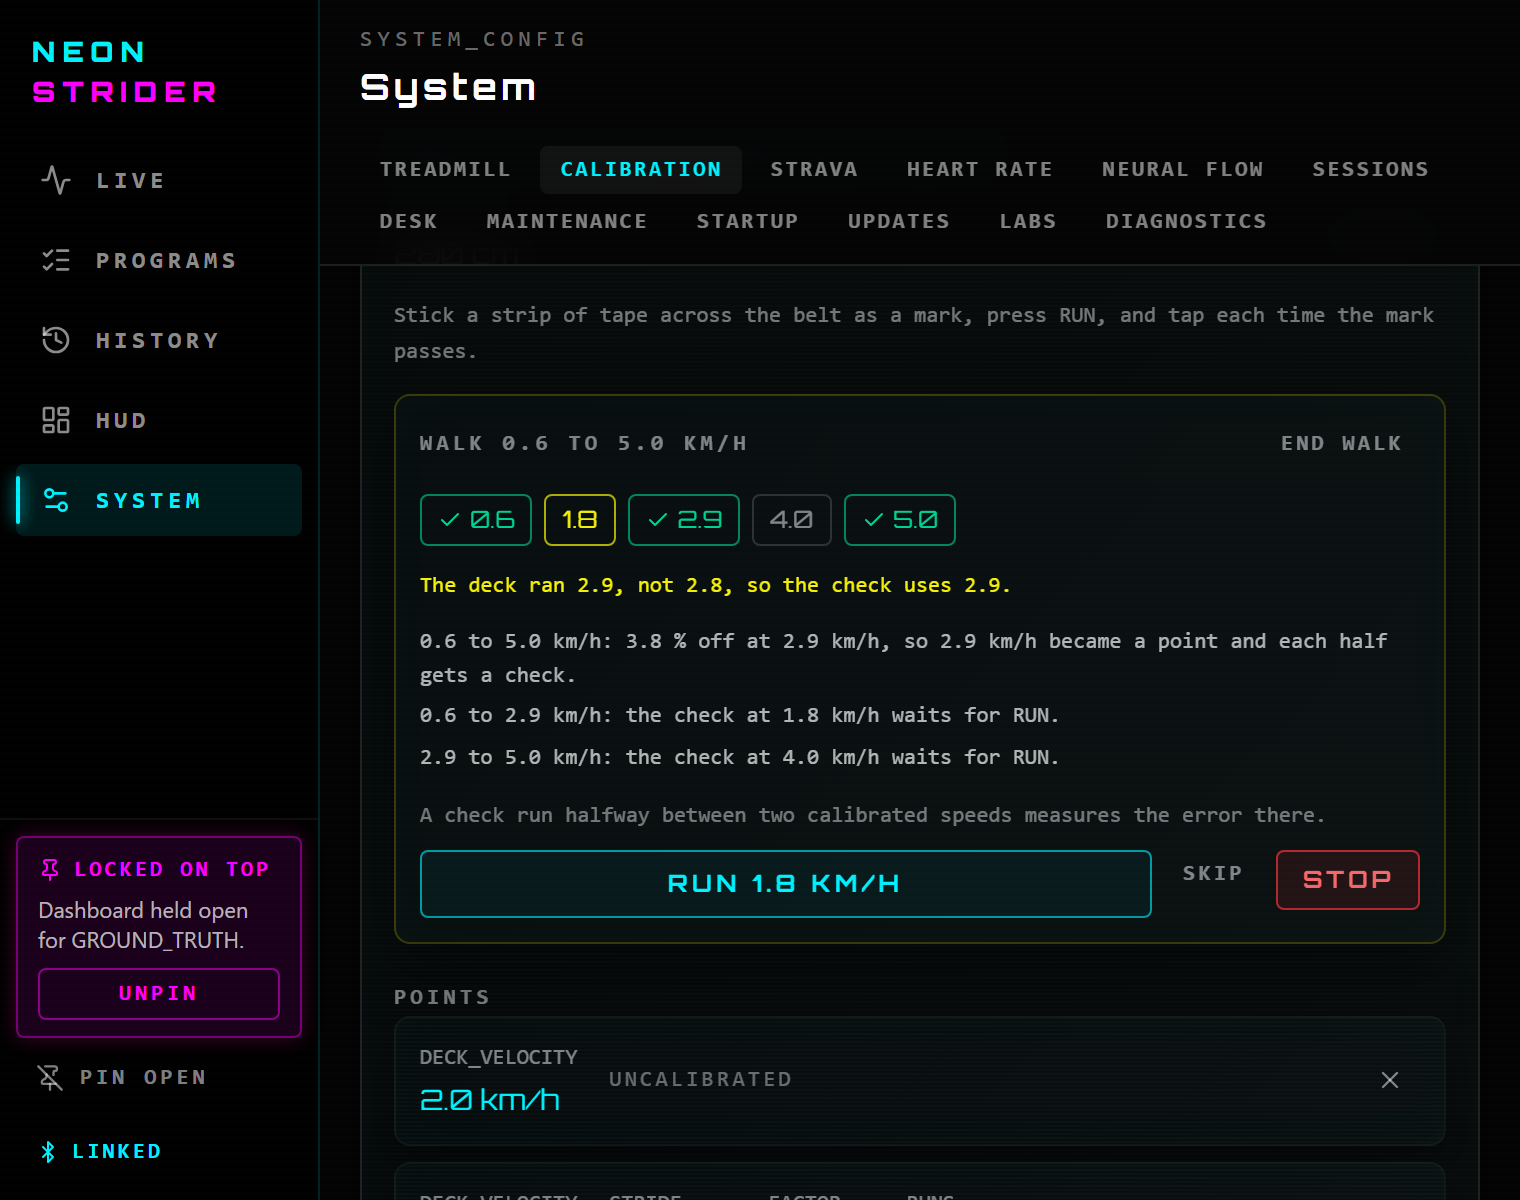 NEON
STRIDER
LIVE
PROGRAMS
HISTORY
HUD
SYSTEM
LOCKED ON TOP
Dashboard held open
for GROUND_TRUTH.
UNPIN
PIN OPEN
LINKED
SYSTEM_CONFIG
System
TREADMILL CALIBRATION STRAVA HEART RATE NEURAL FLOW SESSIONS
DESK MAINTENANCE STARTUP UPDATES LABS DIAGNOSTICS
Stick a strip of tape across the belt as a mark, press RUN, and tap each time the mark
passes.
WALK 0.6 TO 5.0 KM/H END WALK
0.6 1.8 2.9 4.0 5.0
The deck ran 2.9, not 2.8, so the check uses 2.9.
0.6 to 5.0 km/h: 3.8 % off at 2.9 km/h, so 2.9 km/h became a point and each half
gets a check.
0.6 to 2.9 km/h: the check at 1.8 km/h waits for RUN.
2.9 to 5.0 km/h: the check at 4.0 km/h waits for RUN.
A check run halfway between two calibrated speeds measures the error there.
RUN 1.8 KM/H SKIP STOP
POINTS
DECK_VELOCITY
2.0 km/h UNCALIBRATED
DECK_VELOCITY STRIDE FACTOR RUNS